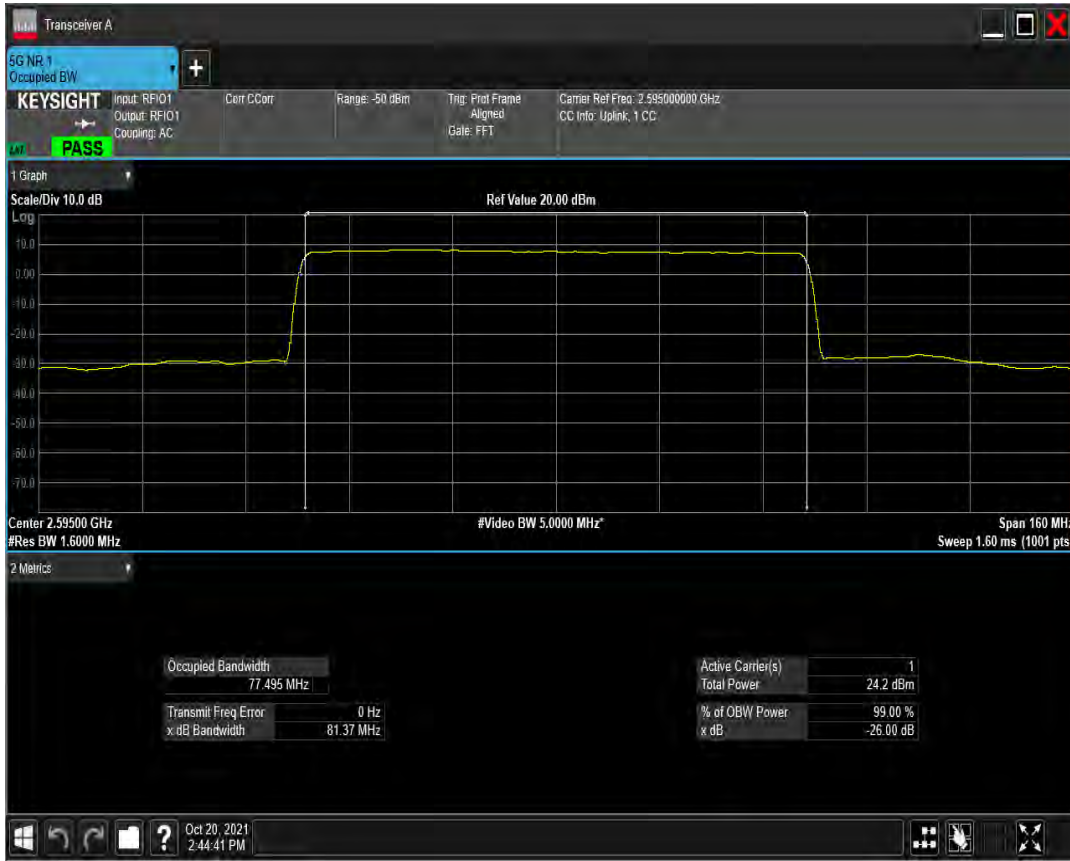 Transceiver A
5G NR 1
Occupied BW
+
KEYSIGHT
PASS
Input: RFIO1
Output: RFIO1
Coupling: AC
Corr CCorr
Range: -50 dBm
Trig: Prot Frame
Aligned
Gate: FFT
Carrier Ref Freq: 2.595000000 GHz
CC Info: Uplink, 1 CC
1 Graph
Scale/Div 10.0 dB
Ref Value 20.00 dBm
Log
10.0
0.00
-10.0
-20.0
-30.0
-40.0
-50.0
-60.0
-70.0
Center 2.59500 GHz
#Video BW 5.0000 MHz*
Span 160 MHz
#Res BW 1.6000 MHz
Sweep 1.60 ms (1001 pts
2 Metrics
Occupied Bandwidth
77.495 MHz
Transmit Freq Error 0 Hz
x dB Bandwidth 81.37 MHz
Active Carrier(s) 1
Total Power 24.2 dBm
% of OBW Power 99.00 %
x dB -26.00 dB
?
Oct 20, 2021
2:44:41 PM